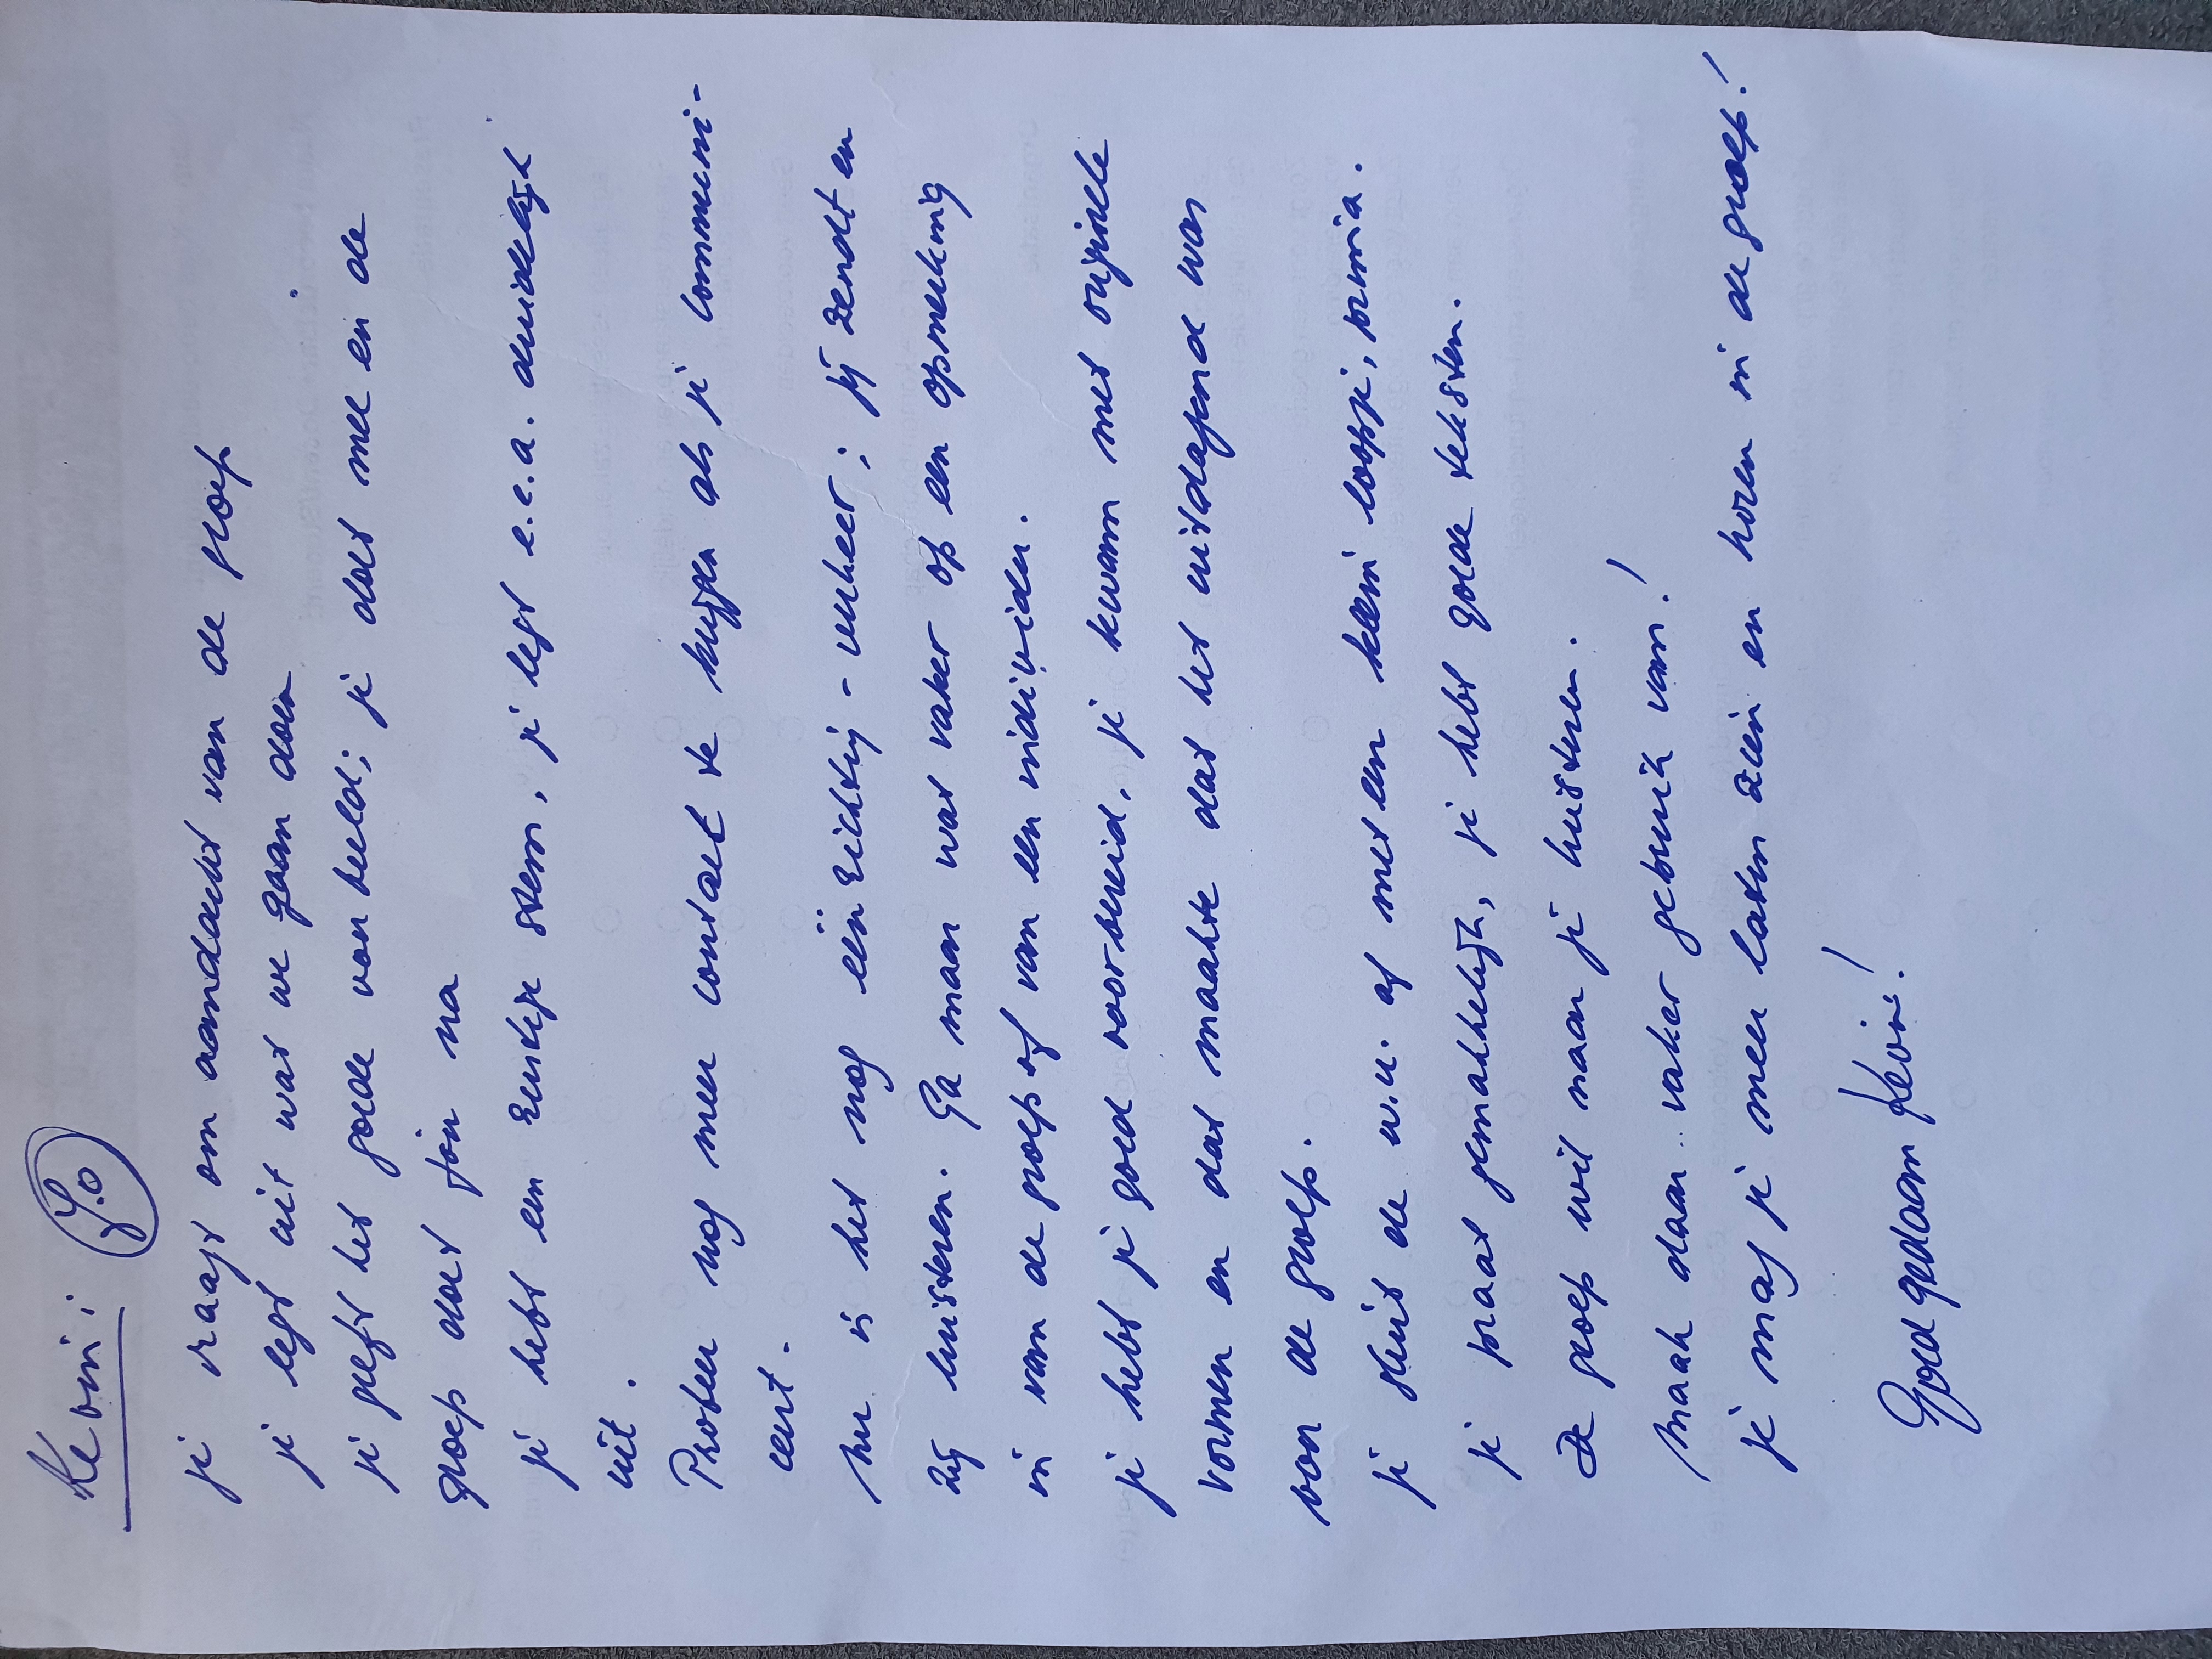 Kevin: 7.0
je vraagt om aandacht van de groep
je legt uit wat we gaan doen
je geeft het goede voorbeeld; je doet mee en de
groep doet fijn na
je hebt een rustige stem, je legt e.e.a. duidelijk
uit.
Probeer nog meer contact te krijgen als je communi-
ceert.
nu is het nog één richting-verkeer; jij zendt en
zij luisteren. Ga maar wat vaker op een opmerking
in van de groep of van een individu.
je hebt je goed voorbereid, je kwam met originele
vormen en dat maakte dat het uitdagend was
voor de groep.
je sluit de w.u. af met een klein loopje, prima.
je praat gemakkelijk, je hebt goede teksten.
De groep wil naar je luisteren.
maak daar vaker gebruik van!
je mag je meer laten zien en horen in de groep!
Goed gedaan Kevin!